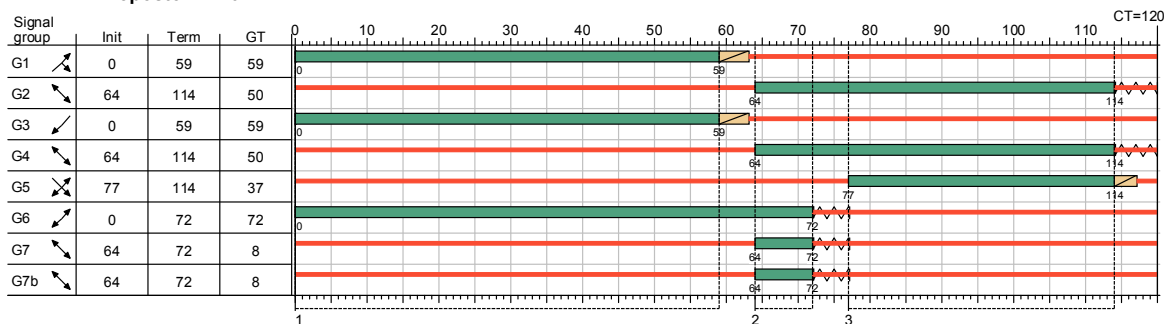 CT=120
Signal group Init Term GT 0 10 20 30 40 50 60 70 80 90 100 110
G1 0 59 59 0 59
G2 64 114 50 64 114
G3 0 59 59 0 59
G4 64 114 50 64 114
G5 77 114 37 77 114
G6 0 72 72 0 72
G7 64 72 8 64 72
G7b 64 72 8 64 72
1 2 3